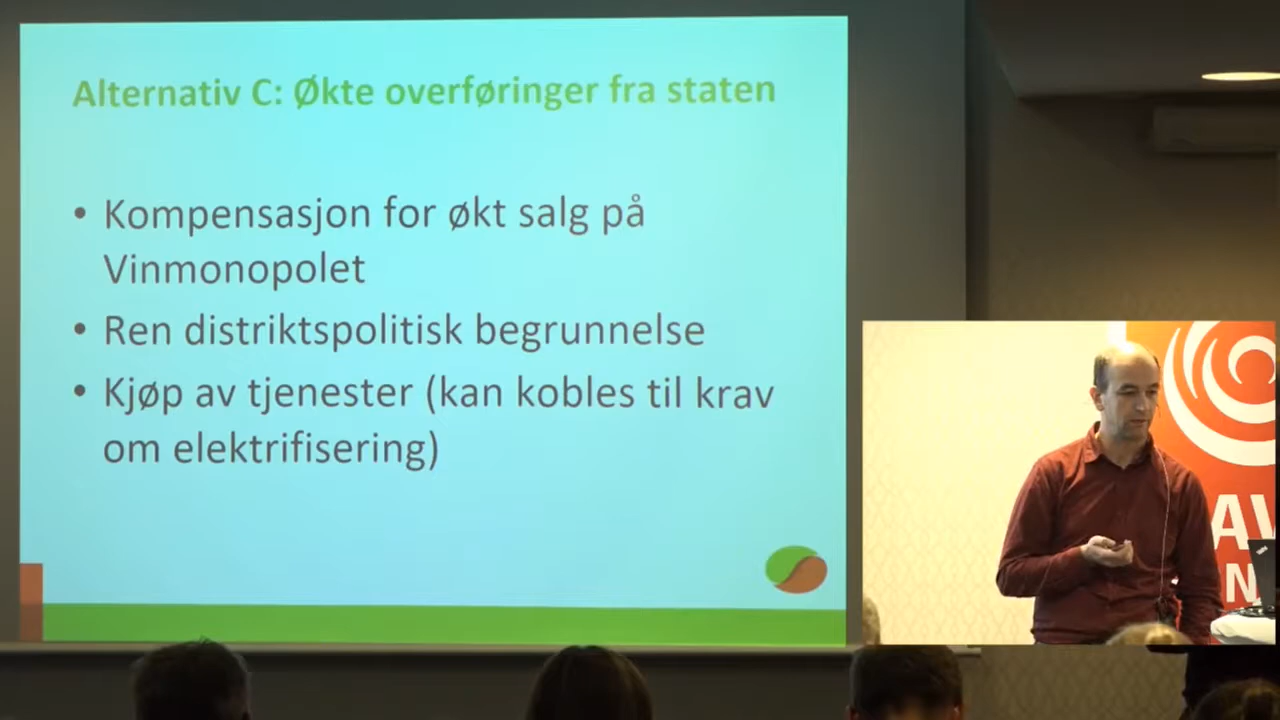 Alternativ C: Økte overføringer fra staten
• Kompensasjon for økt salg på
Vinmonopolet
• Ren distriktspolitisk begrunnelse
• Kjøp av tjenester (kan kobles til krav
om elektrifisering)
AV
N